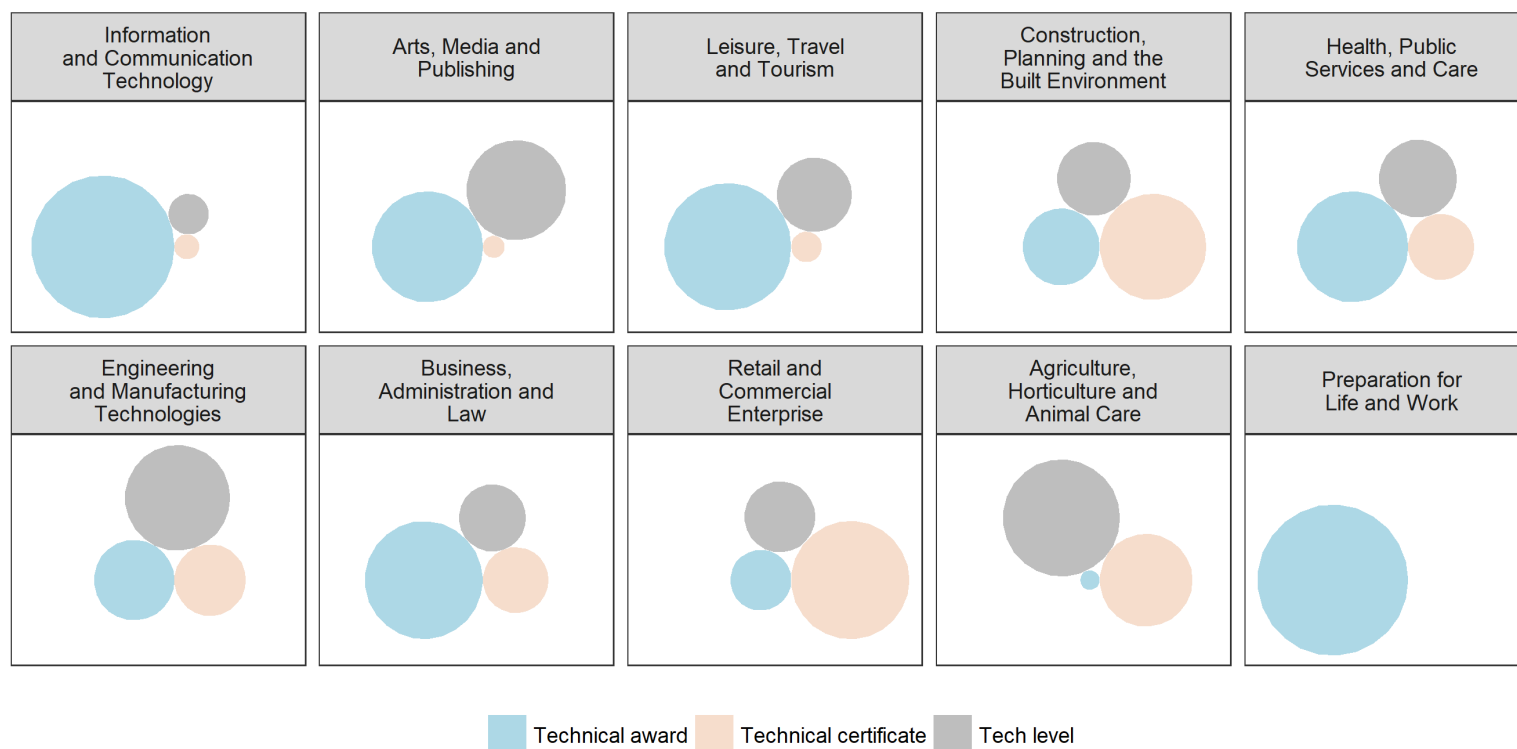 Information
and Communication
Technology
Arts, Media and
Publishing
Leisure, Travel
and Tourism
Construction,
Planning and the
Built Environment
Health, Public
Services and Care
Engineering
and Manufacturing
Technologies
Business,
Administration and
Law
Retail and
Commercial
Enterprise
Agriculture,
Horticulture and
Animal Care
Preparation for
Life and Work
Technical award
Technical certificate
Tech level